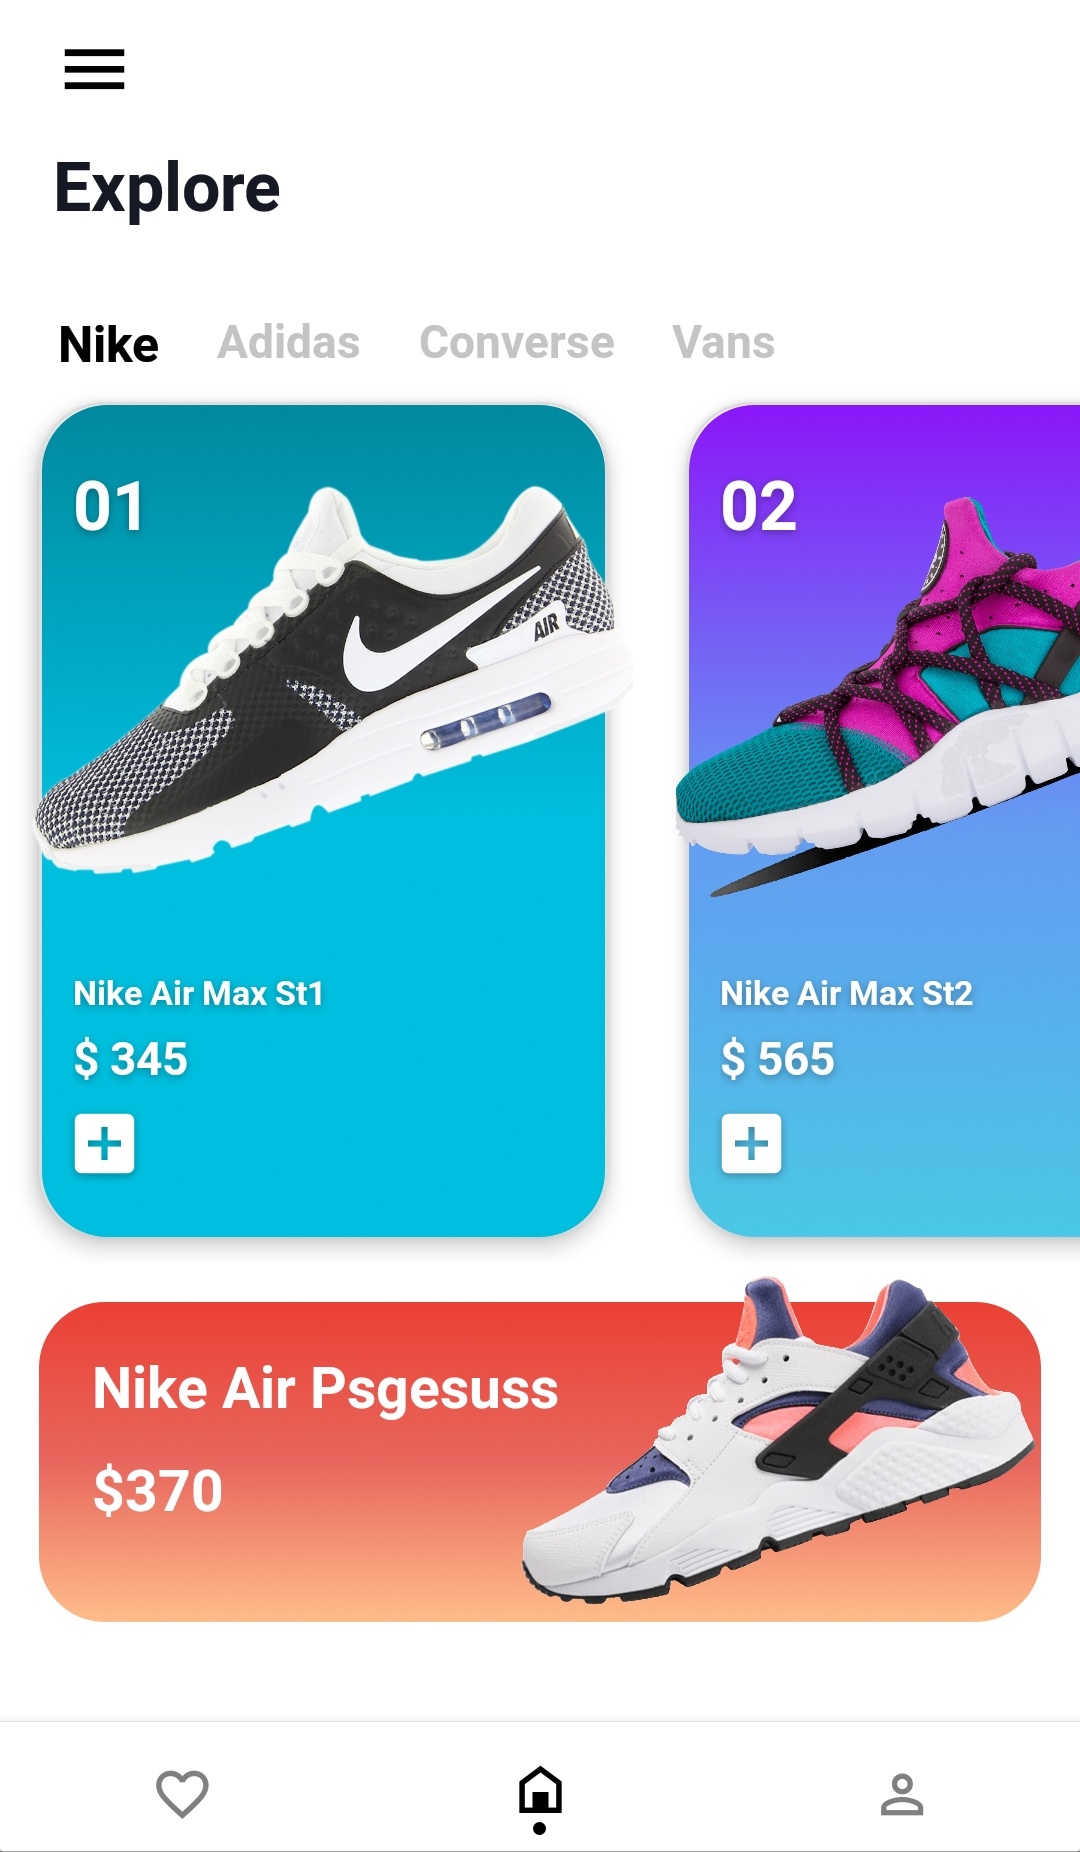 Explore
Nike Adidas Converse Vans
01
02
AIR
Nike Air Max St1
Nike Air Max St2
$ 345
$ 565
Nike Air Psgesuss
$370